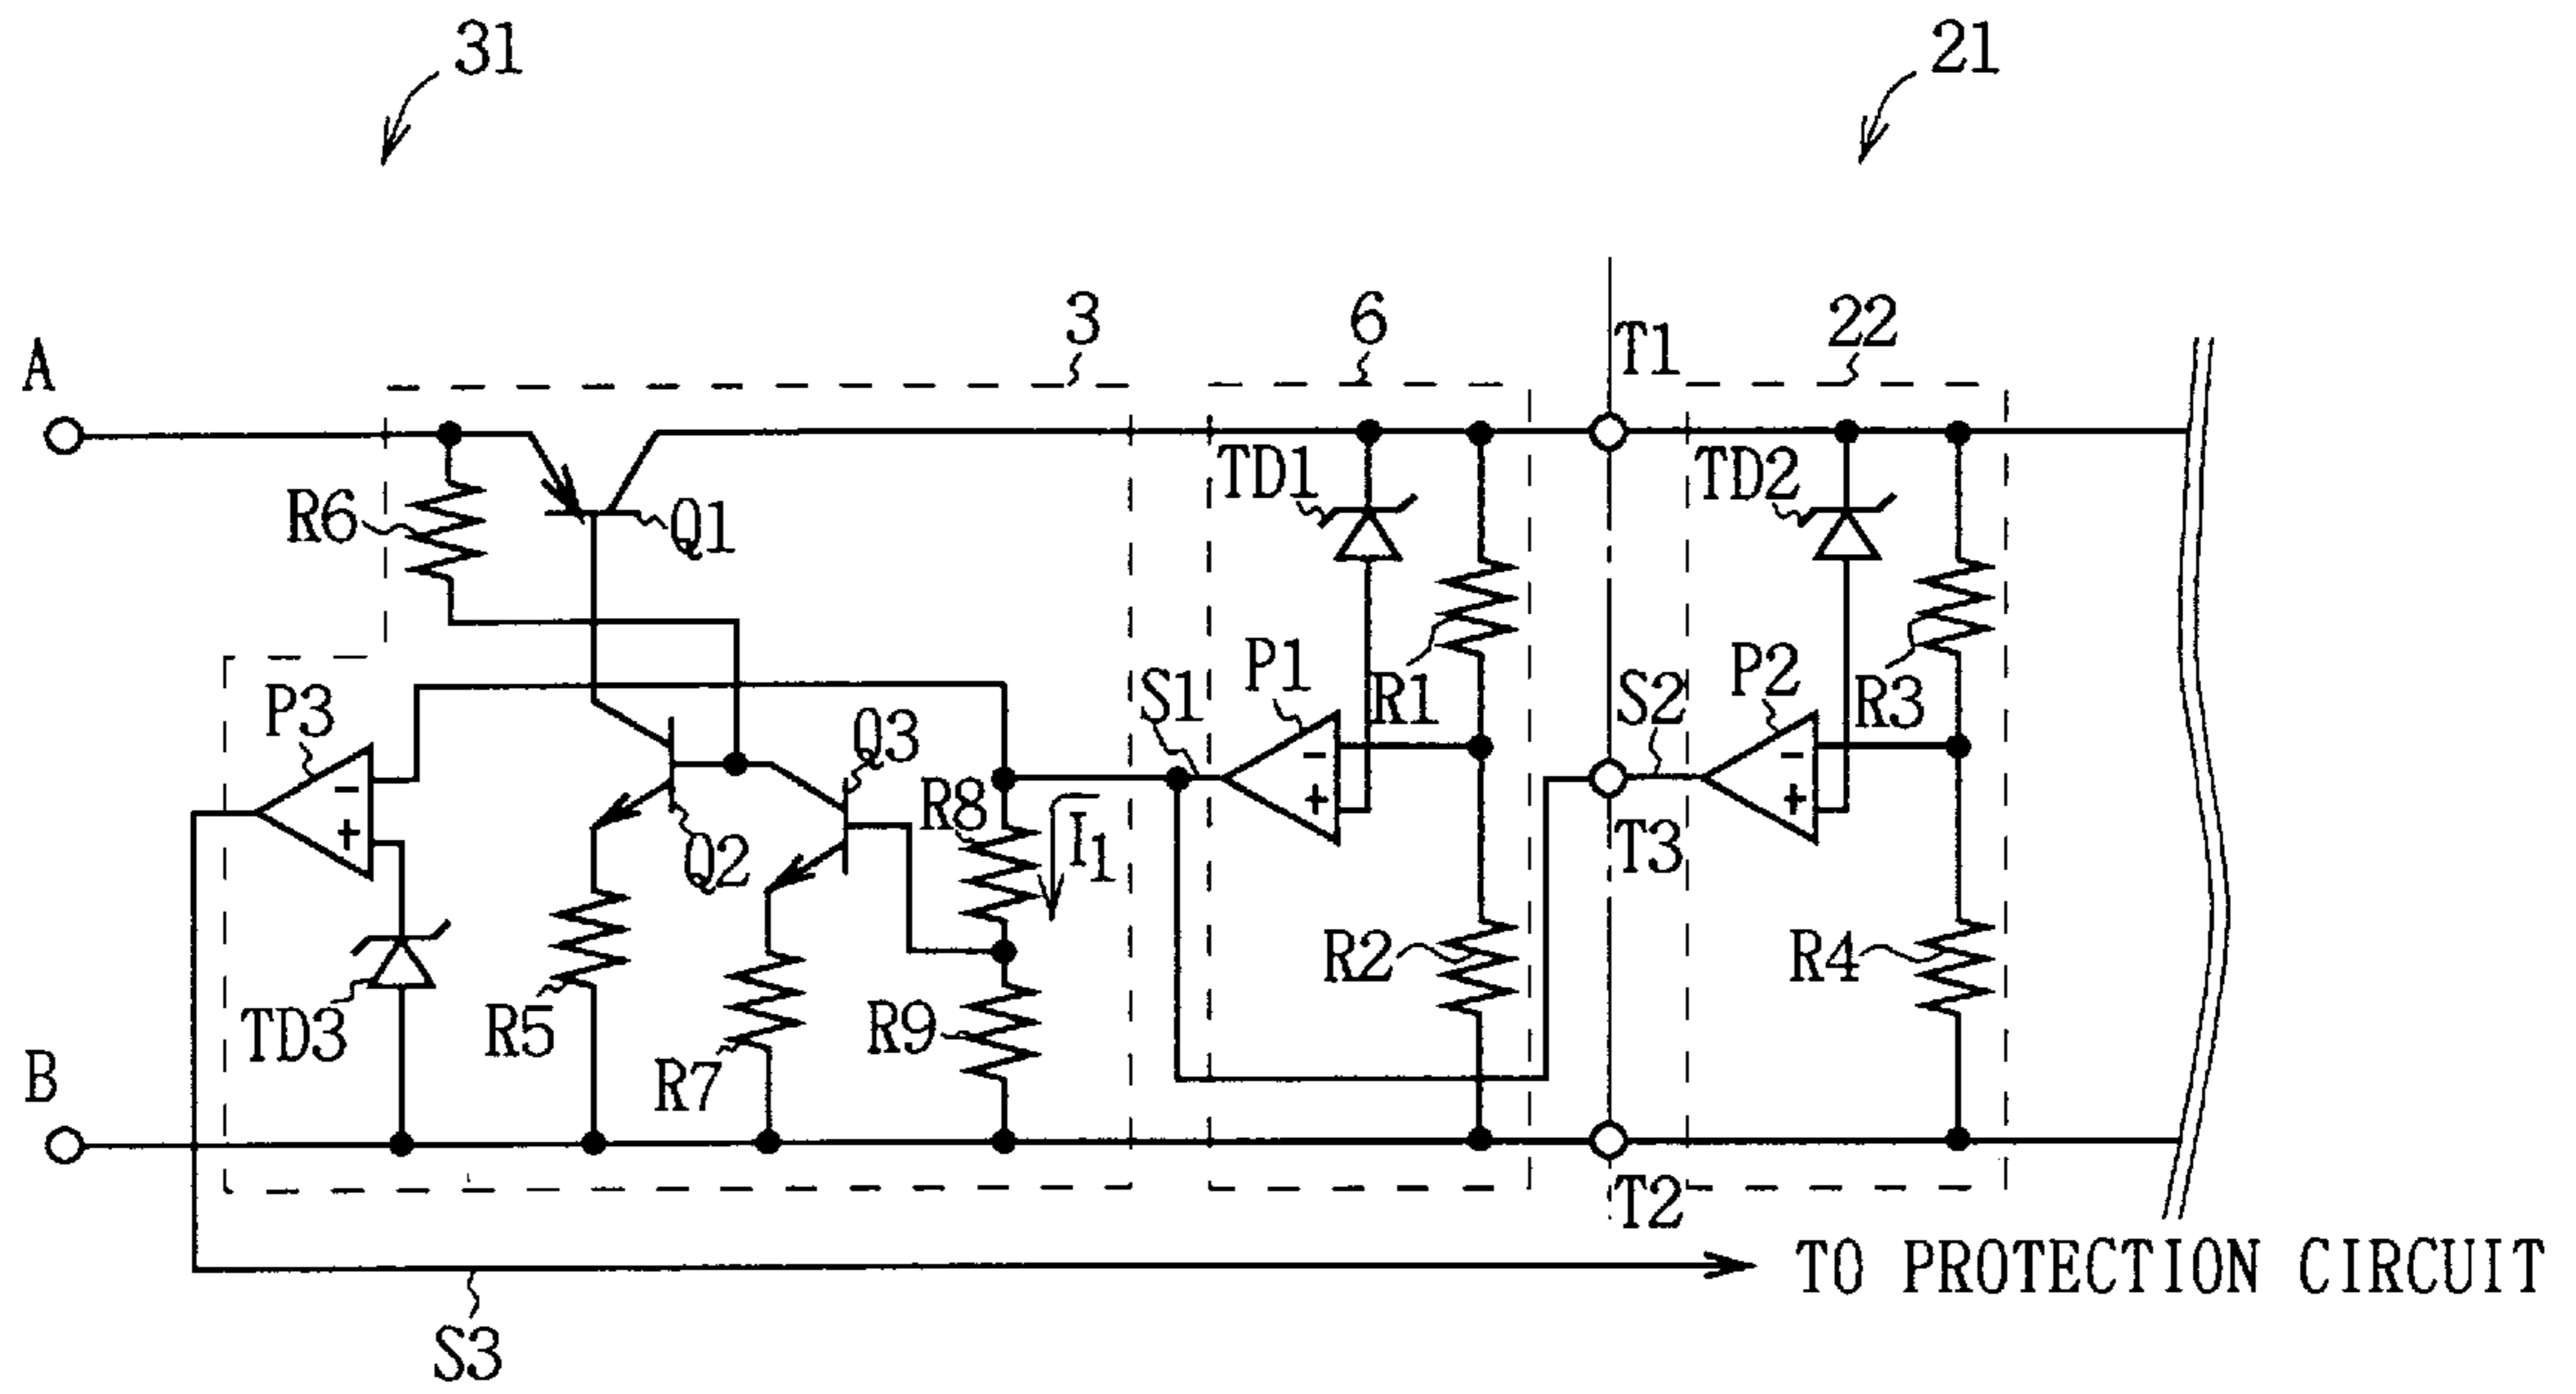 31
21
3
6
T1
22
A
TD1
TD2
R6
Q1
P3
S1
P1
R1
S2
P2
R3
Q3
R8
I1
T3
Q2
R2
R4
TD3
R5
R7
R9
B
T2
TO PROTECTION CIRCUIT
S3
-
+
-
+
-
+